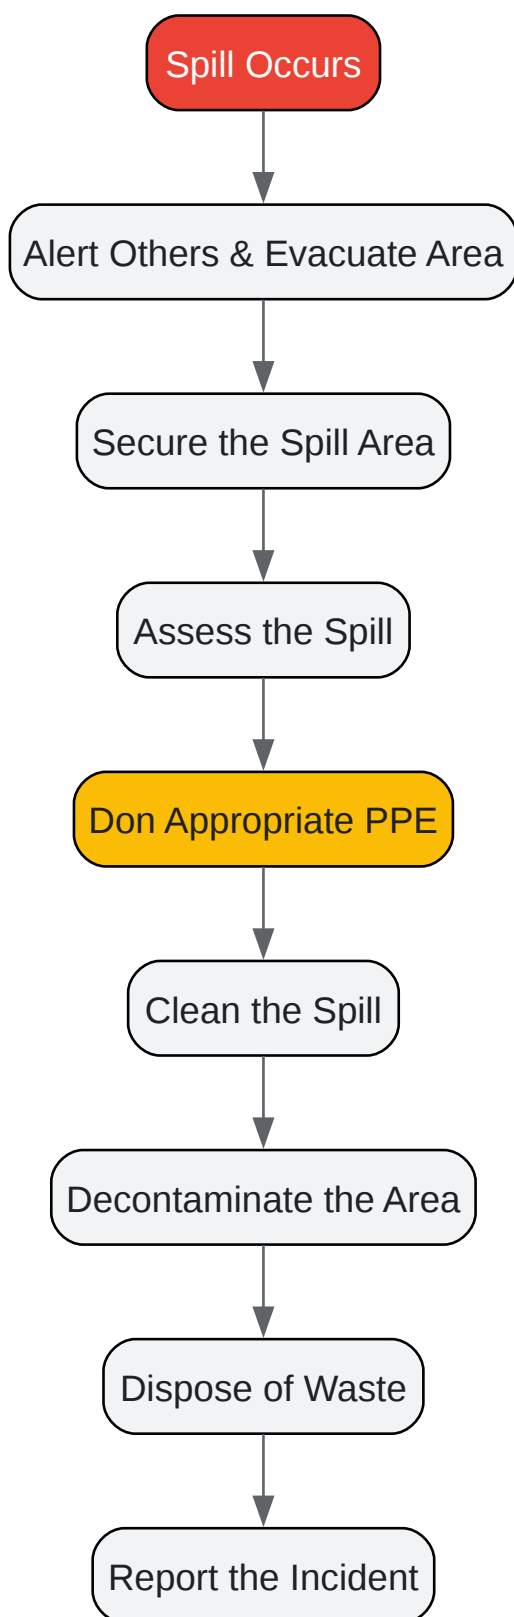 Spill Occurs
Alert Others & Evacuate Area
Secure the Spill Area
Assess the Spill
Don Appropriate PPE
Clean the Spill
Decontaminate the Area
Dispose of Waste
Report the Incident